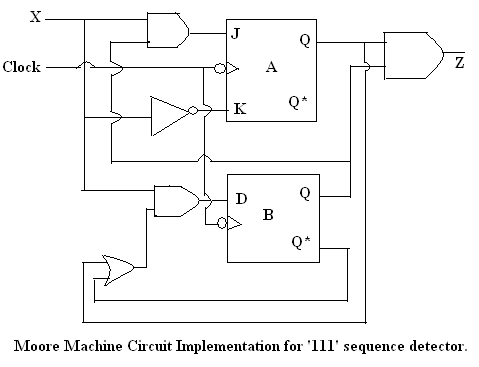 X
Clock
J
Q
A
K
Q*
Z
D
Q
B
Q*
Moore Machine Circuit Implementation for '111' sequence detector.